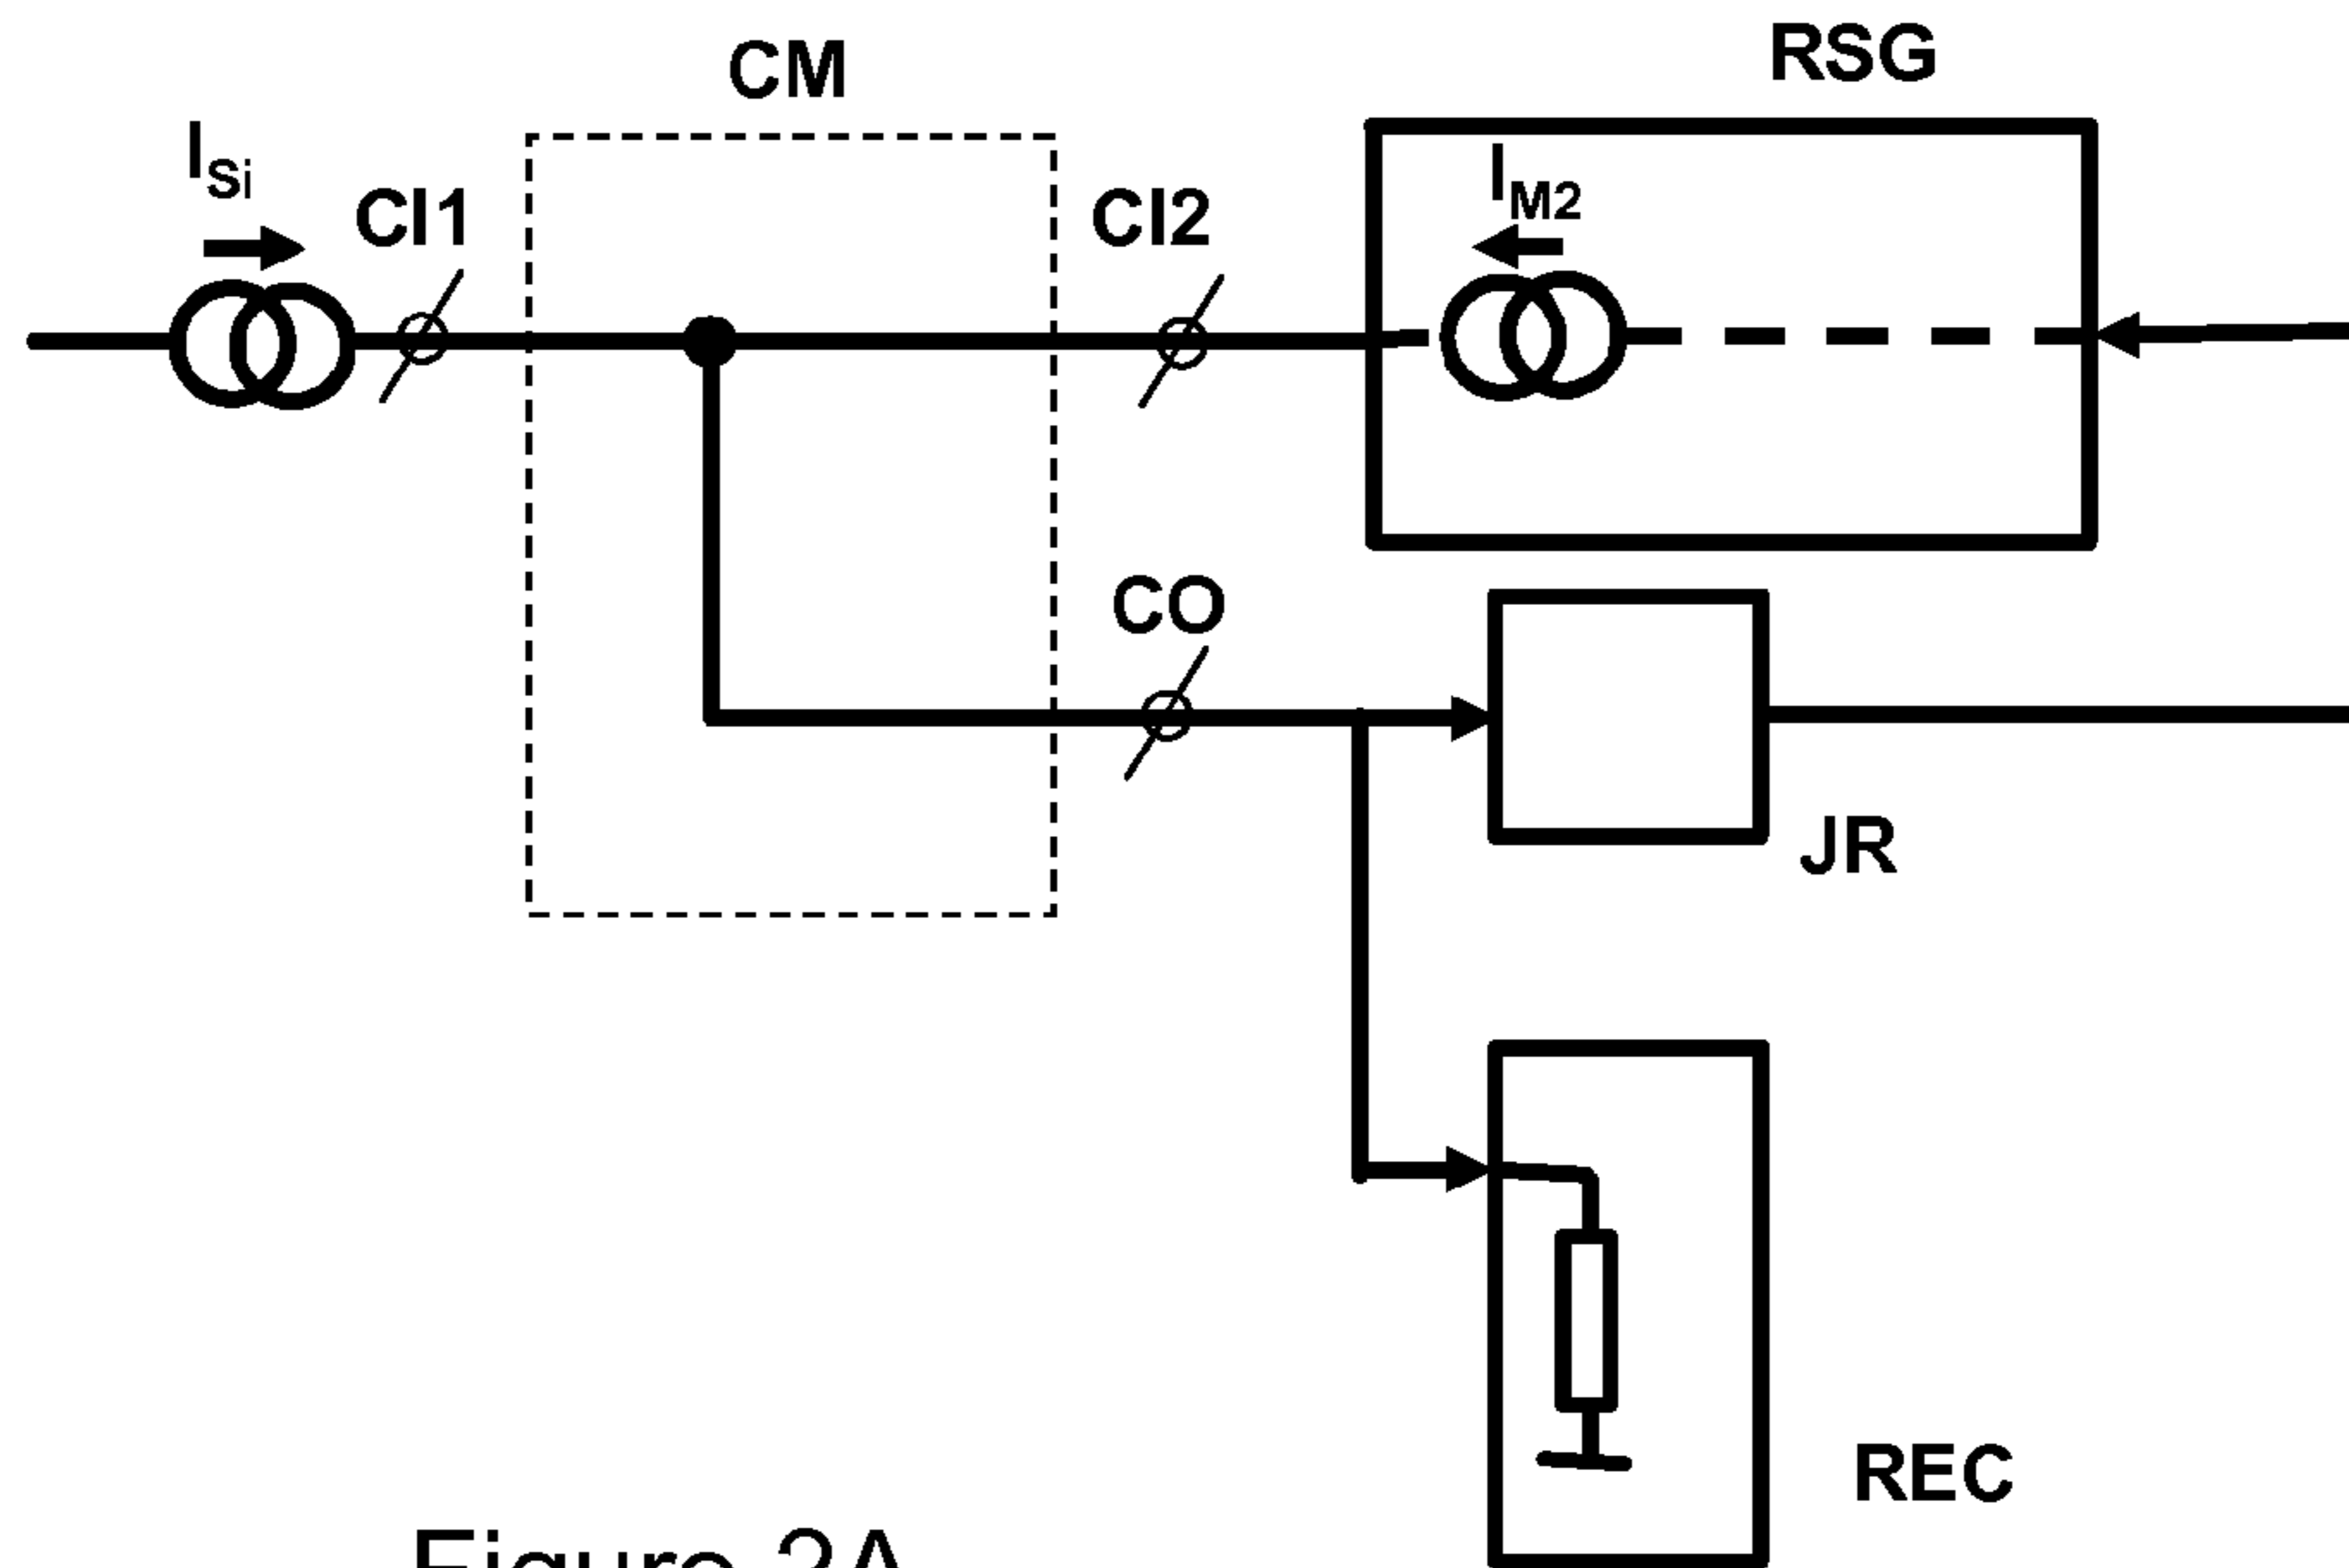 CM
RSG
I_Si
I_M2
CI1
CI2
CO
JR
REC
Figure 2A